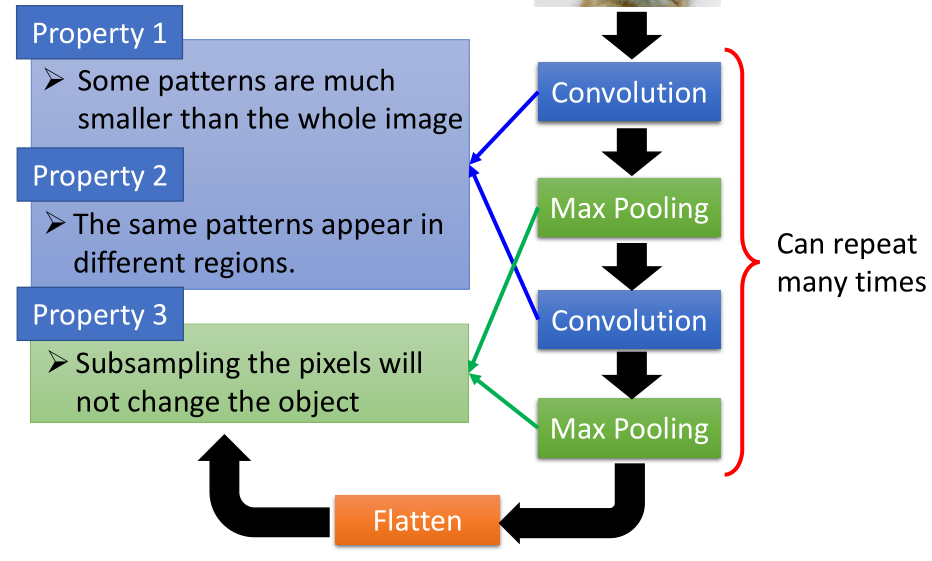 Property 1
➢ Some patterns are much
smaller than the whole image
Property 2
➢ The same patterns appear in
different regions.
Property 3
➢ Subsampling the pixels will
not change the object
Convolution
Max Pooling
Convolution
Max Pooling
Can repeat
many times
Flatten